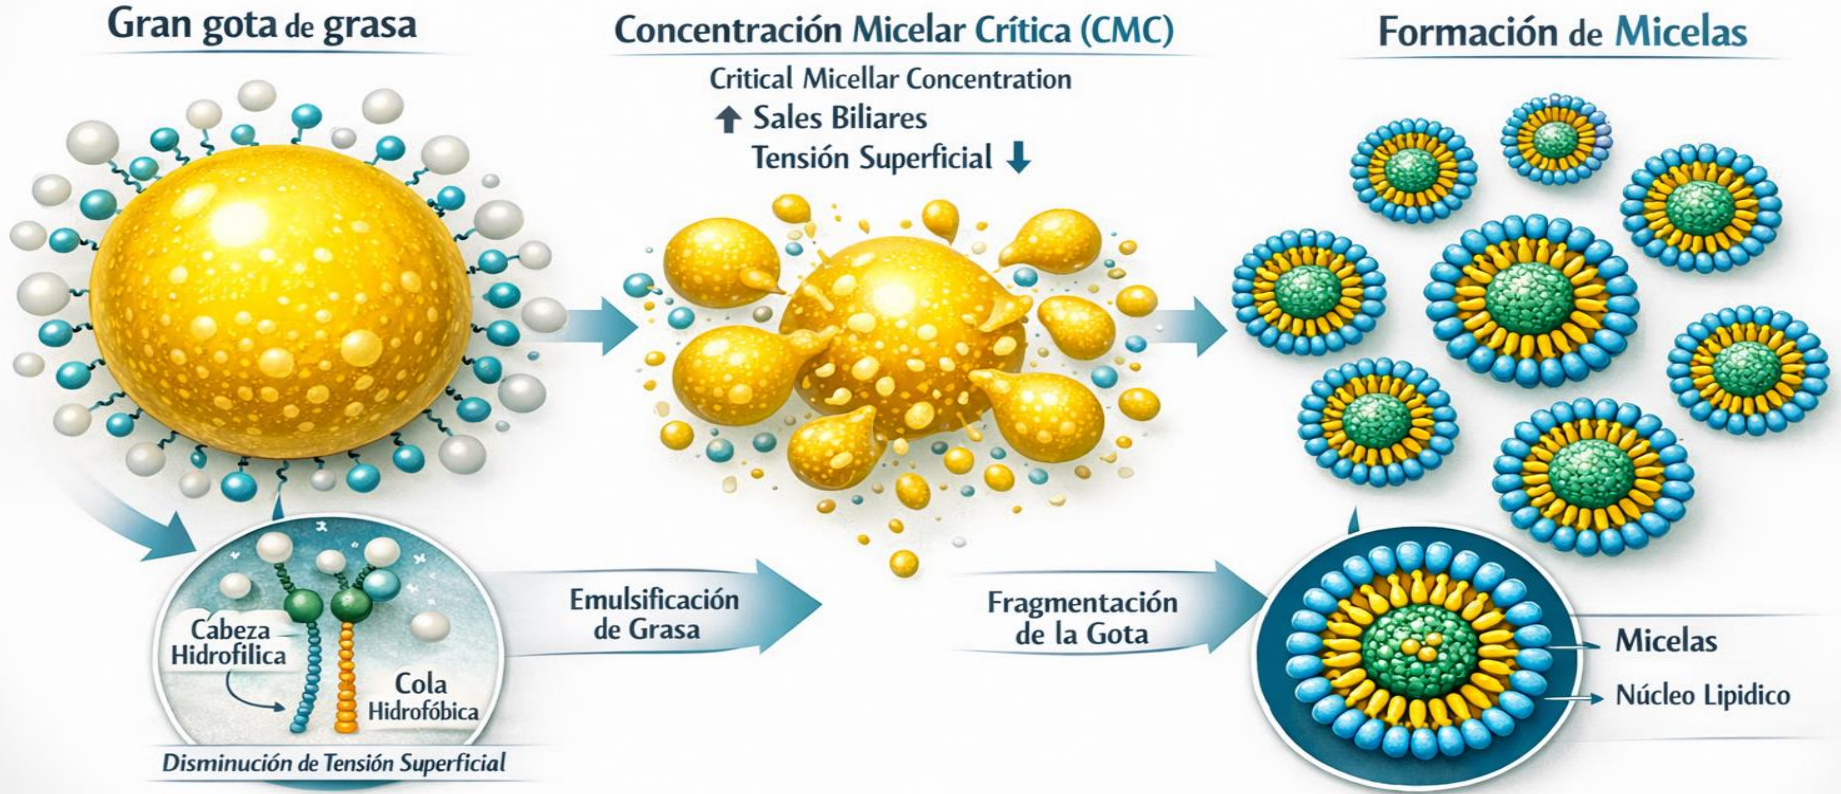 Gran gota de grasa
Concentración Micelar Crítica (CMC)
Critical Micellar Concentration
Sales Biliares
Tensión Superficial
Formación de Micelas
Cabeza
Hidrofílica
Cola
Hidrofóbica
Disminución de Tensión Superficial
Emulsificación
de Grasa
Fragmentación
de la Gota
Micelas
Núcleo Lipidico